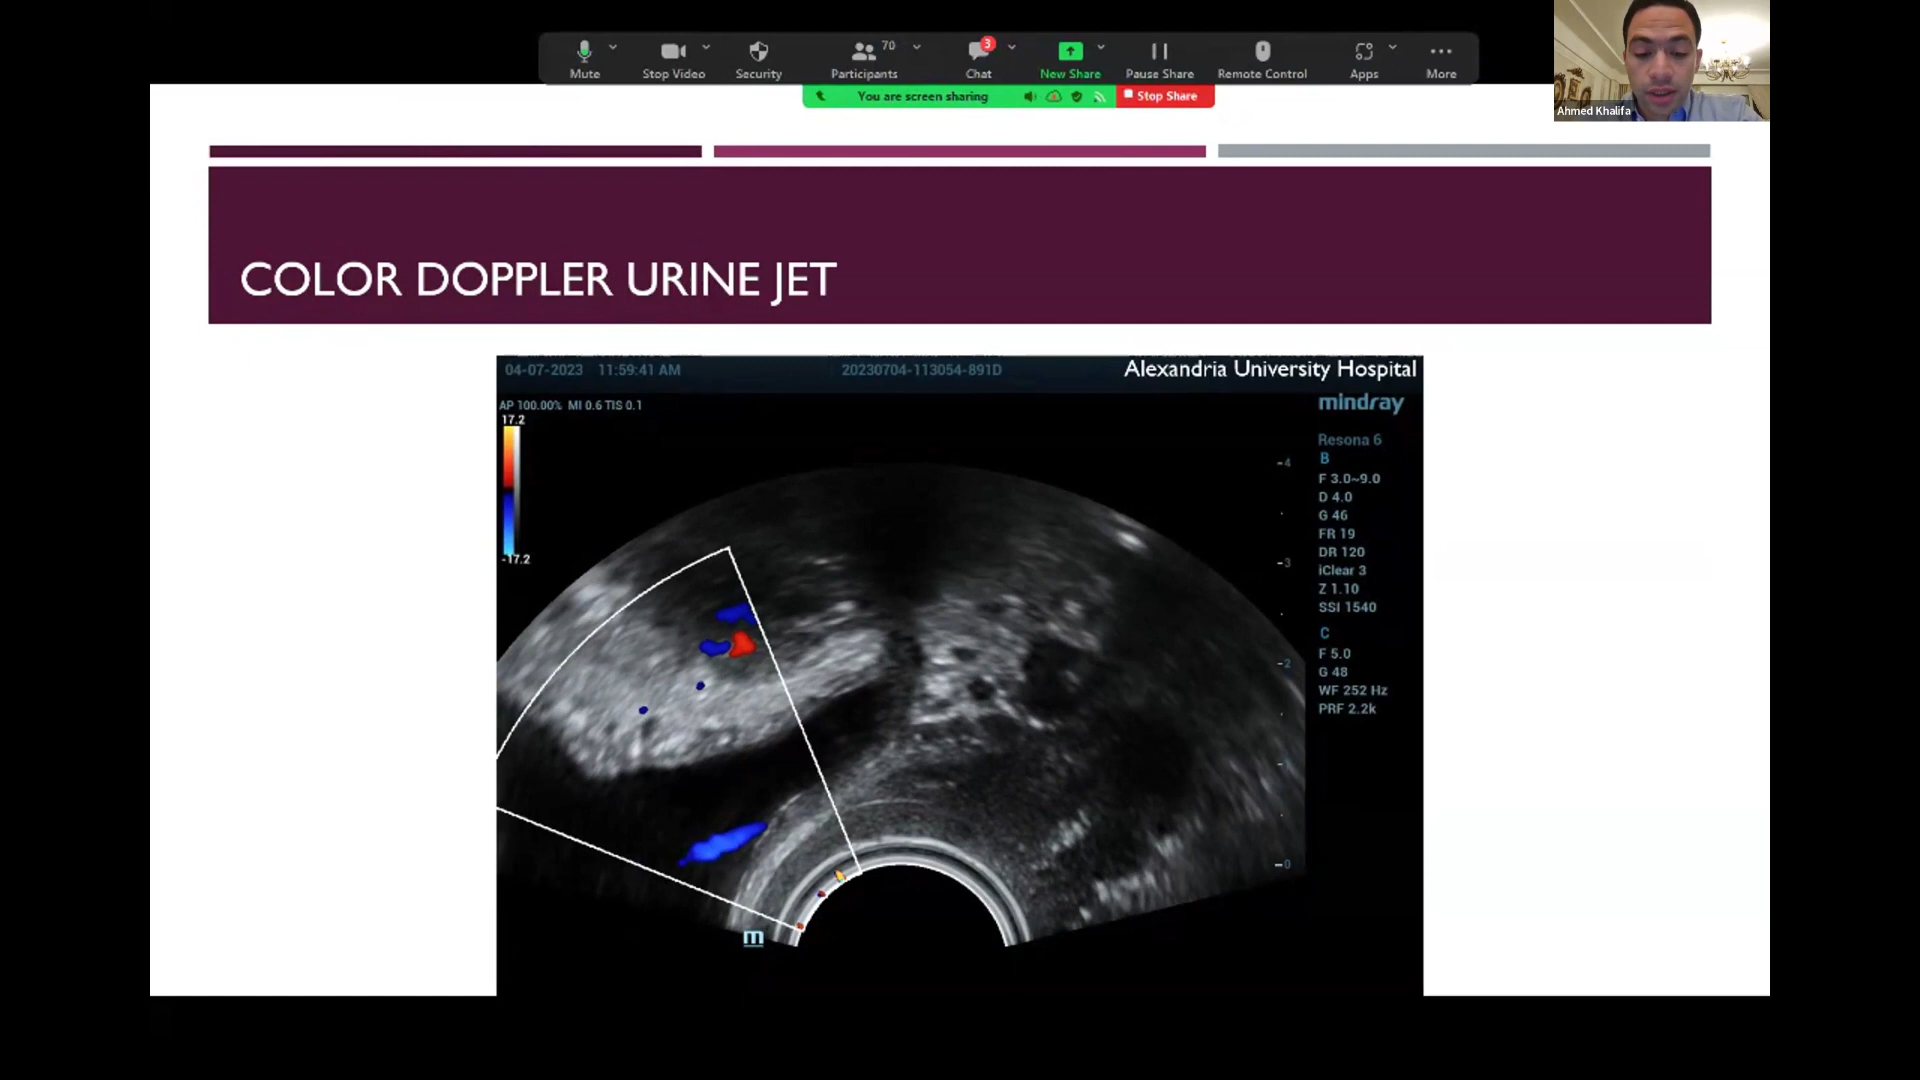 Mute
Stop Video
Security
Participants
70
Chat
3
New Share
Pause Share
Remote Control
Apps
More
You are screen sharing
Stop Share
Ahmed Khalifa
COLOR DOPPLER URINE JET
04-07-2023 11:59:41 AM
20230704-113054-891D
Alexandria University Hospital
mindray
AP 100.00% MI 0.6 TIS 0.1
17.2
-17.2
Resona 6
B
F 3.0~9.0
D 4.0
G 46
FR 19
DR 120
iClear 3
Z 1.10
SSI 1540
C
F 5.0
G 48
WF 252 Hz
PRF 2.2k
4
3
2
1
0
m